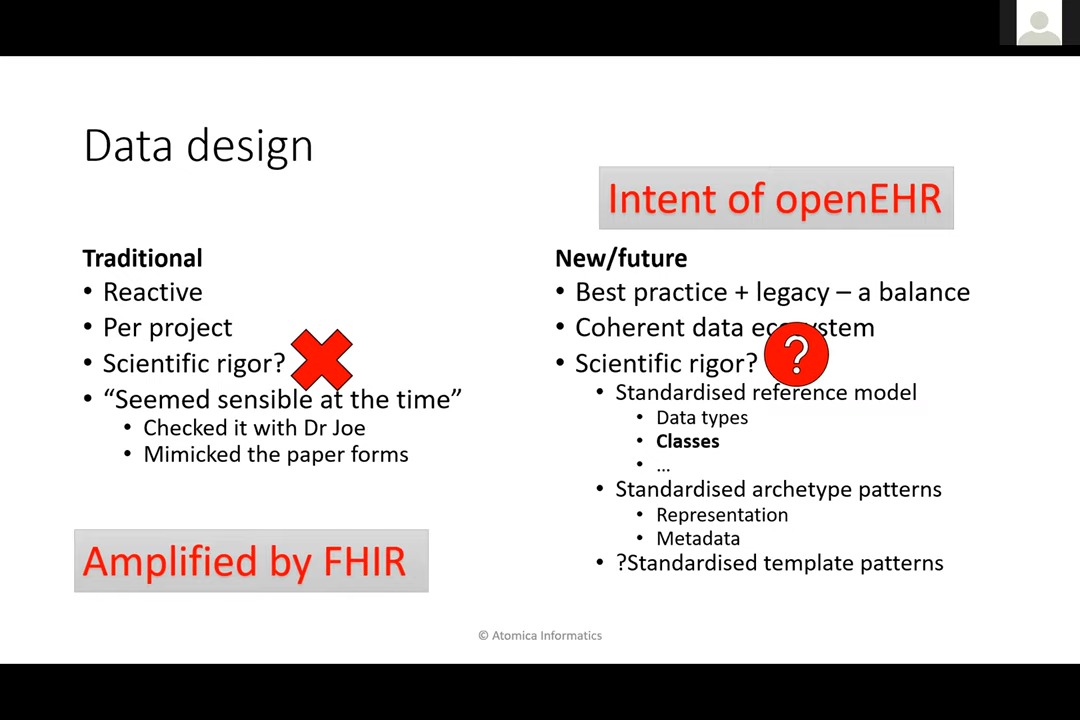 Data design
Intent of openEHR
Traditional
• Reactive
• Per project
• Scientific rigor?
• “Seemed sensible at the time”
• Checked it with Dr Joe
• Mimicked the paper forms
Amplified by FHIR
New/future
• Best practice + legacy – a balance
• Coherent data ecosystem
• Scientific rigor?
?
• Standardised reference model
• Data types
• Classes
• ...
• Standardised archetype patterns
• Representation
• Metadata
• ?Standardised template patterns
© Atomica Informatics